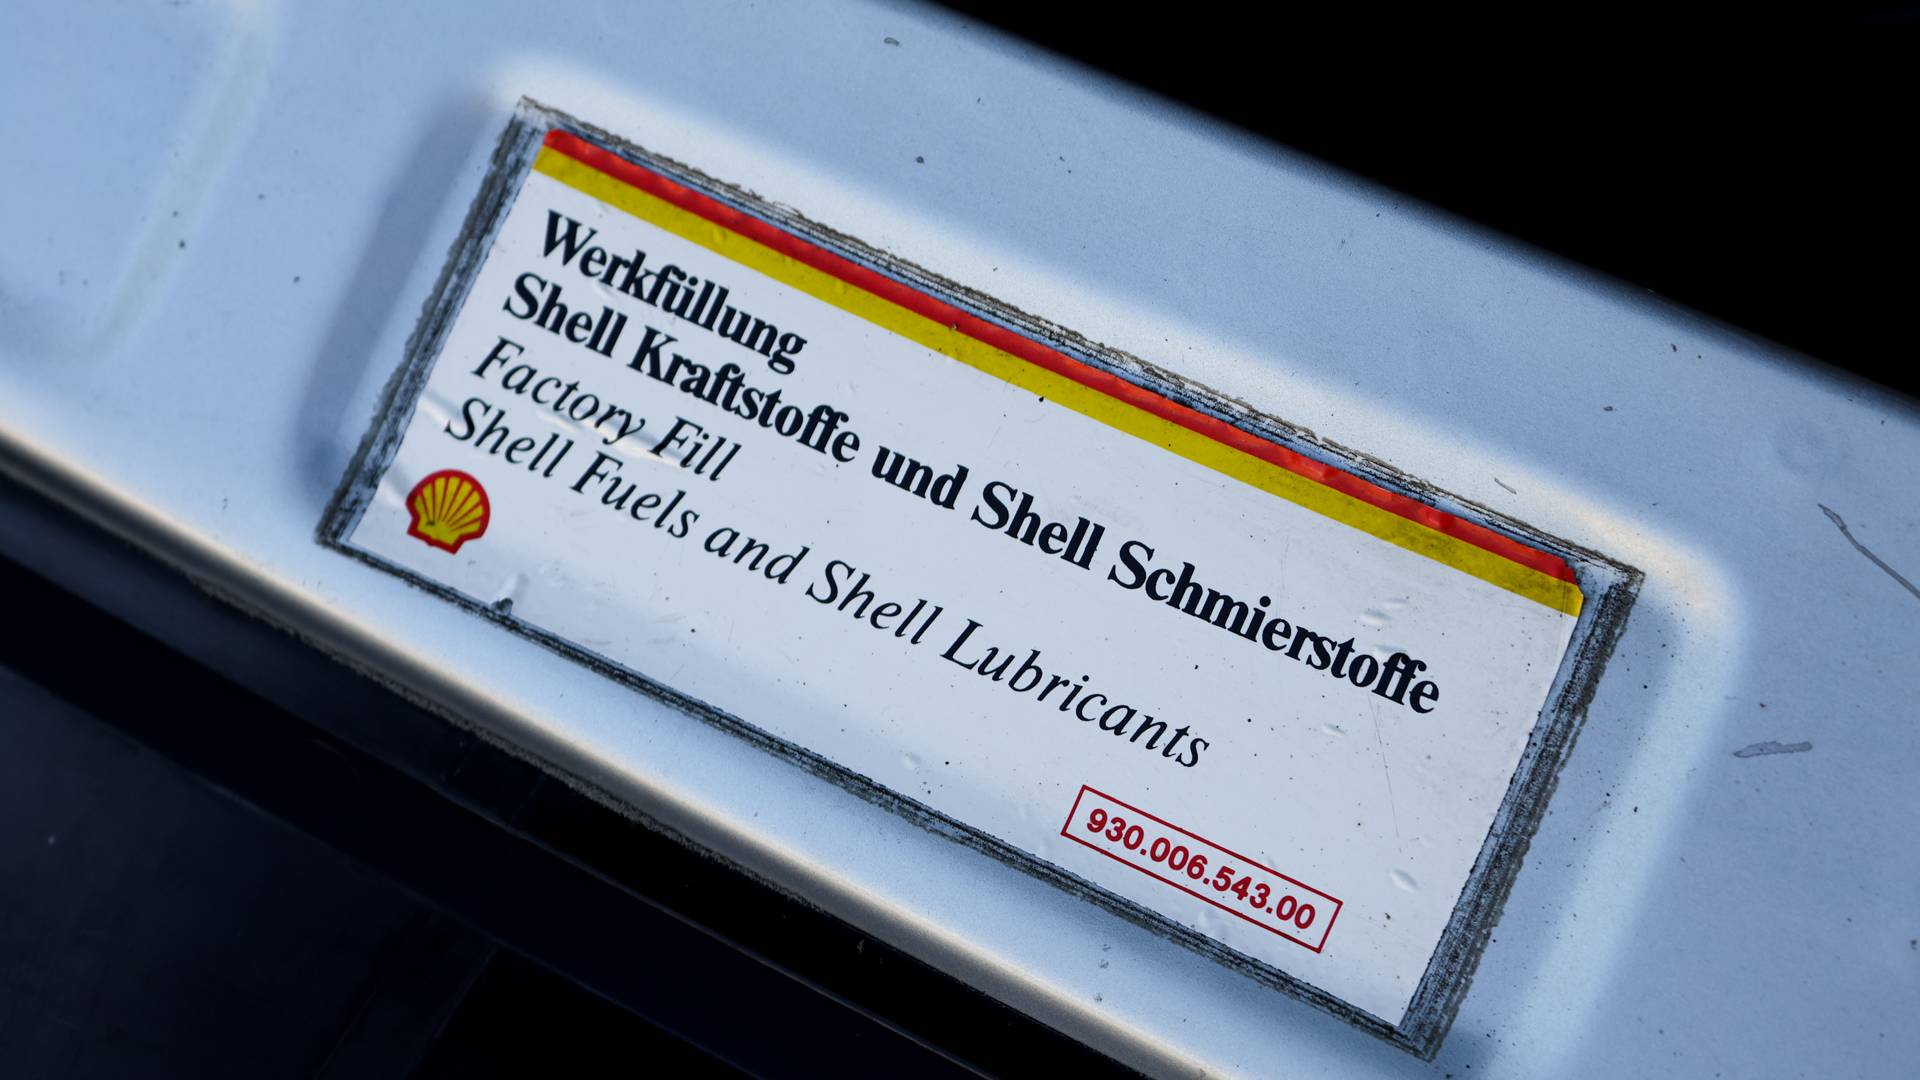 Werkfüllung
Shell Kraftstoffe und Shell Schmierstoffe
Factory Fill
Shell Fuels and Shell Lubricants
930.006.543.00